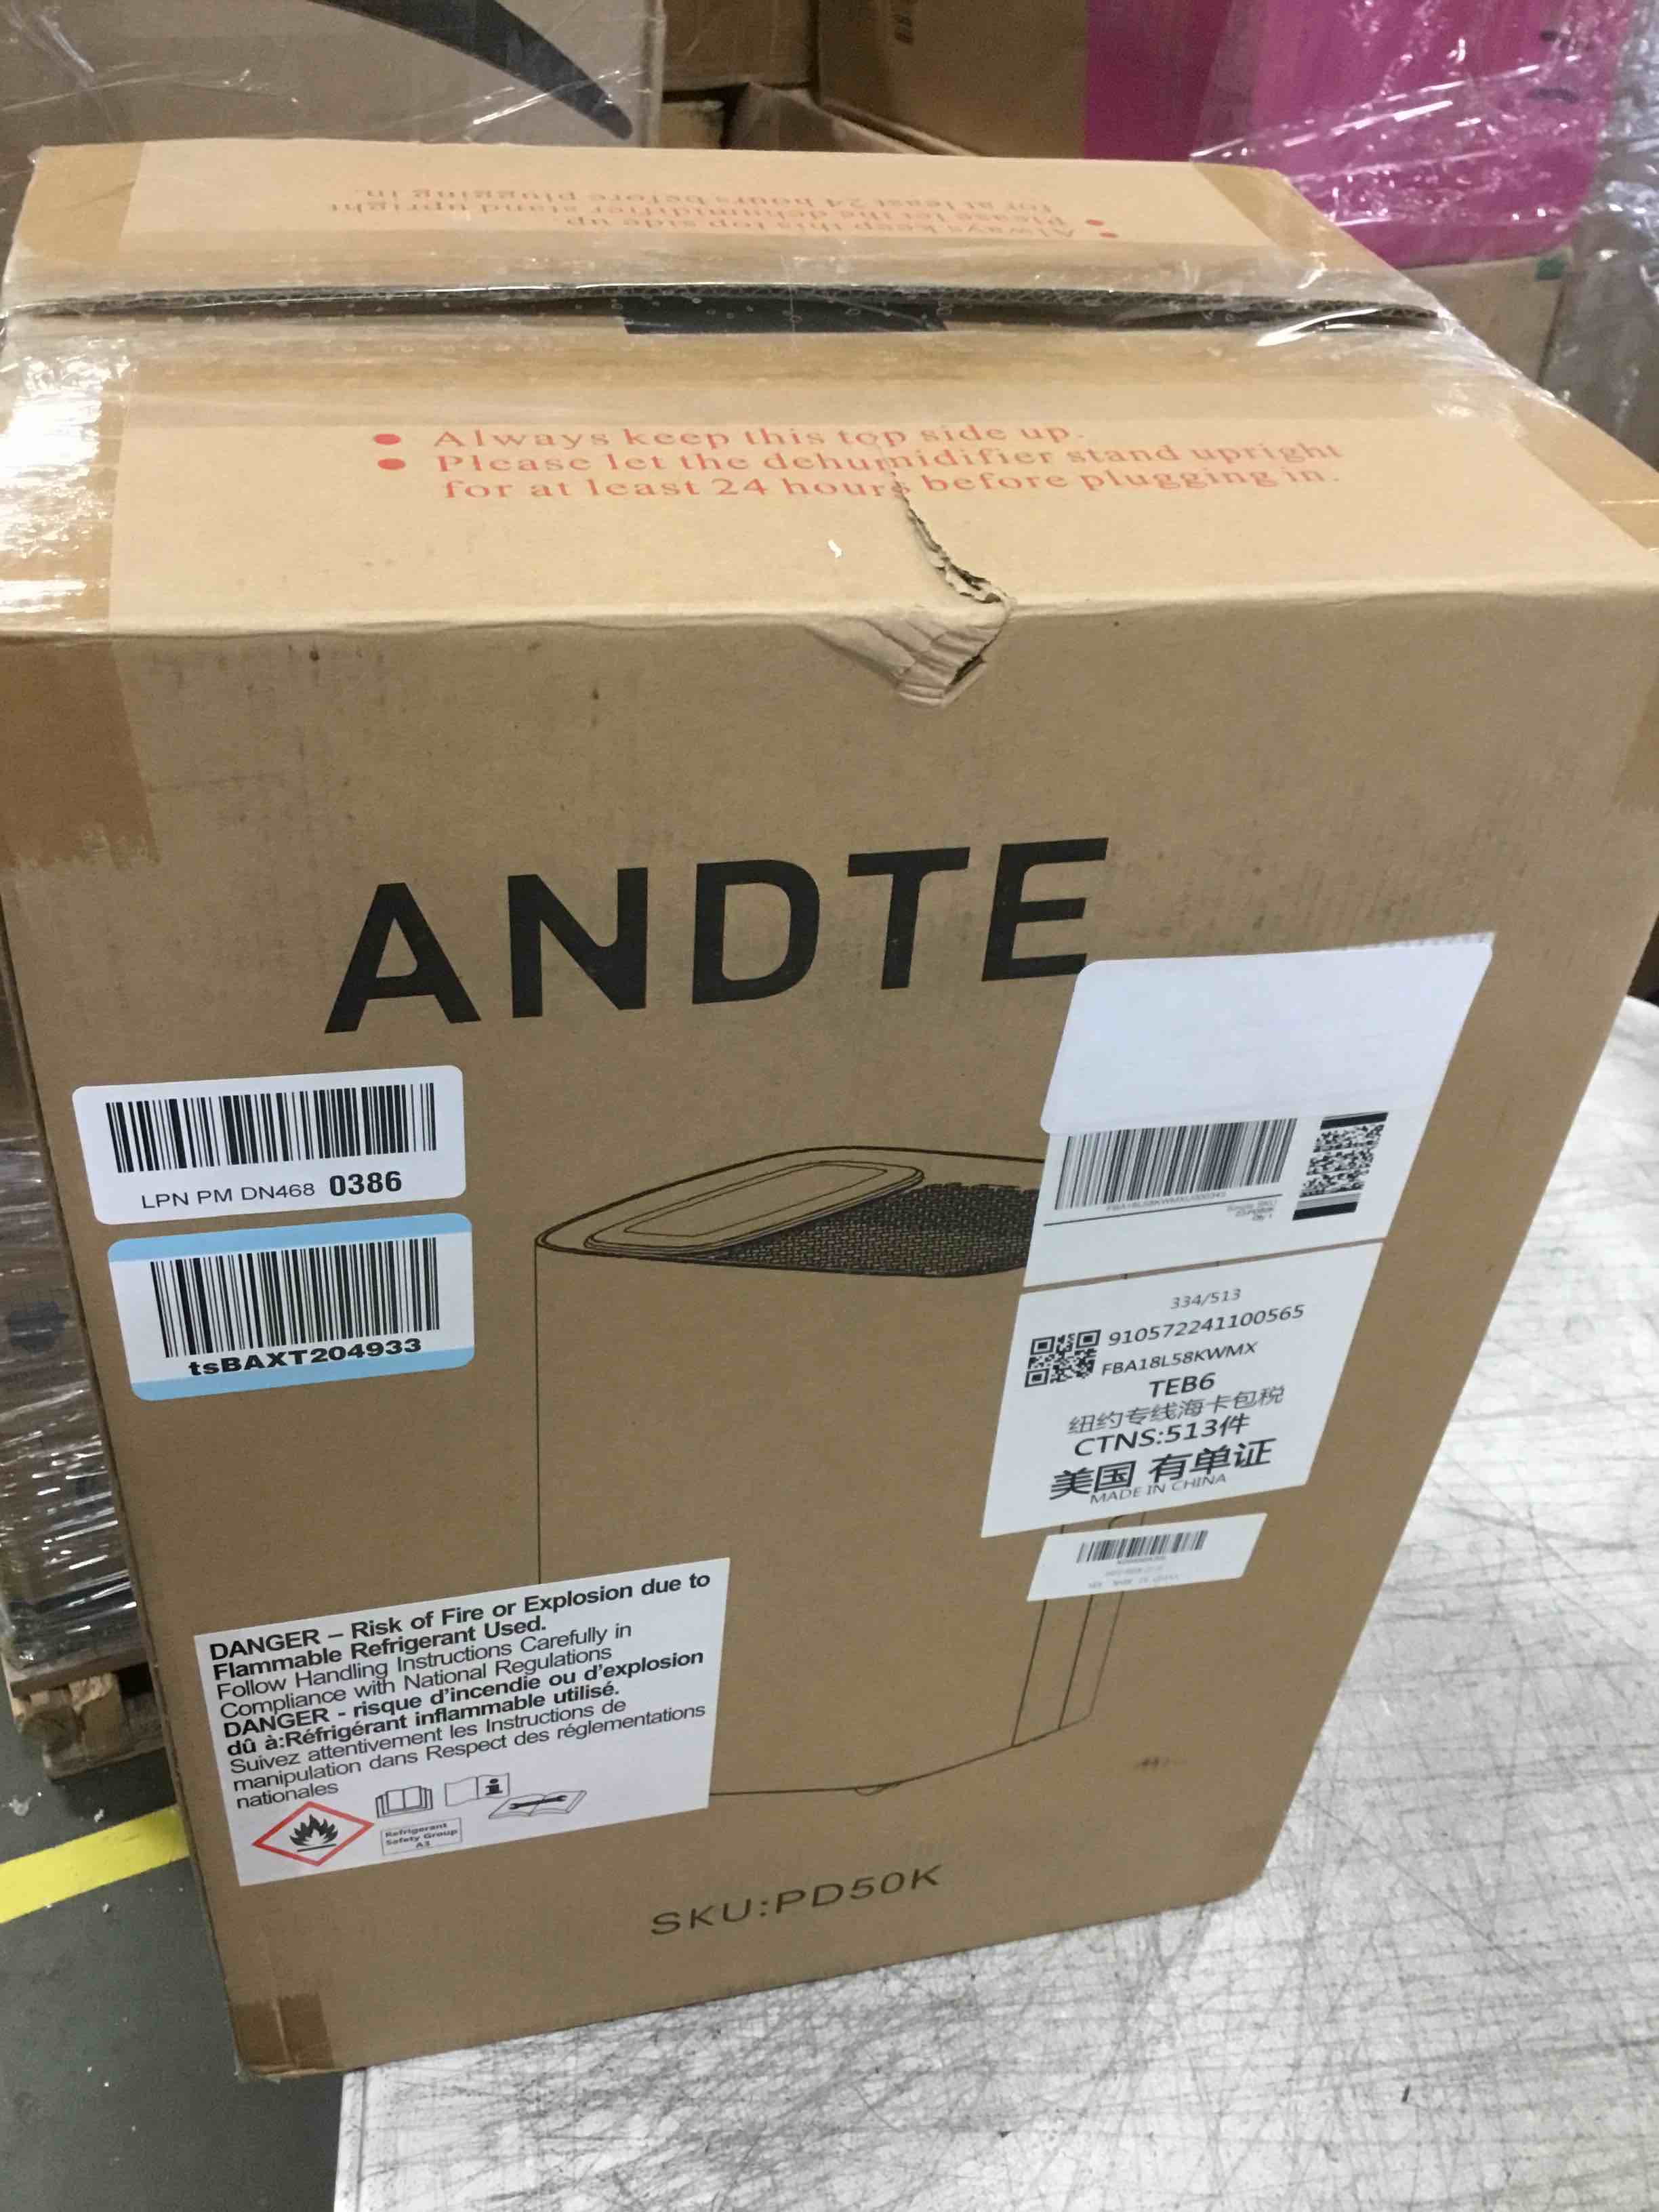 Always keep this top side up.
Please let the dehumidifier stand upright
for at least 24 hours before plugging in.
Always keep this top side up.
Please let the dehumidifier stand upright
for at least 24 hours before plugging in.
ANDTE
LPN PM DN468 0386
tsBAXT204933
334/513
910572241100565
FBA18L58KWMX
TEB6
纽约专线海卡包税
CTNS:513件
美国 有单证
MADE IN CHINA
DANGER – Risk of Fire or Explosion due to
Flammable Refrigerant Used.
Follow Handling Instructions Carefully in
Compliance with National Regulations
DANGER - risque d'incendie ou d'explosion
dû à:Réfrigérant inflammable utilisé.
Suivez attentivement les Instructions de
manipulation dans Respect des réglementations
nationales
Refrigerant
Safety Group
A3
SKU:PD50K